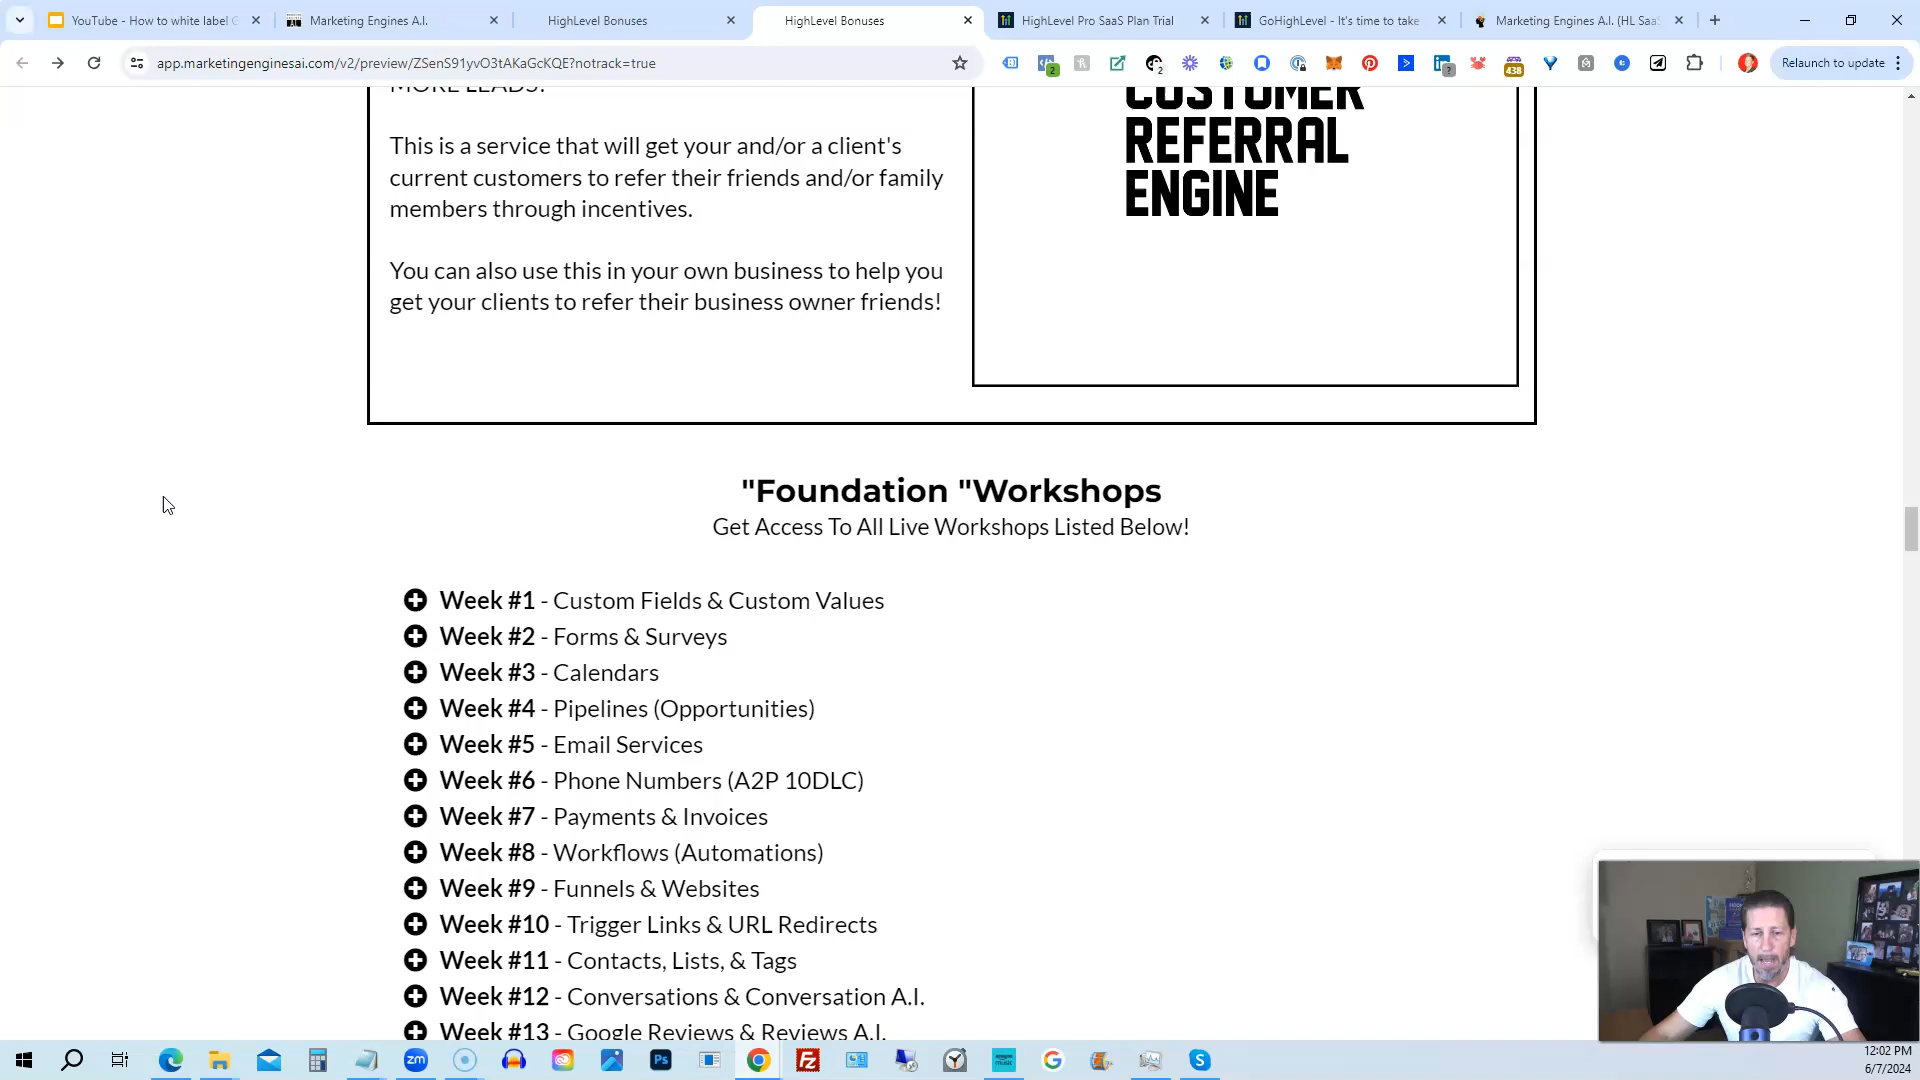 YouTube - How to white label G
Marketing Engines A.I.
HighLevel Bonuses
HighLevel Bonuses
HighLevel Pro SaaS Plan Trial
GoHighLevel - It's time to take
Marketing Engines A.I. (HL Saa
app.marketingenginesai.com/v2/preview/ZSenS91yvO3tAKaGcKQE?notrack=true
2
2
?
438
Relaunch to update
MORE LEADS!
This is a service that will get your and/or a client's
current customers to refer their friends and/or family
members through incentives.
You can also use this in your own business to help you
get your clients to refer their business owner friends!
CUSTOMER
REFERRAL
ENGINE
"Foundation "Workshops
Get Access To All Live Workshops Listed Below!
Week #1 - Custom Fields & Custom Values
Week #2 - Forms & Surveys
Week #3 - Calendars
Week #4 - Pipelines (Opportunities)
Week #5 - Email Services
Week #6 - Phone Numbers (A2P 10DLC)
Week #7 - Payments & Invoices
Week #8 - Workflows (Automations)
Week #9 - Funnels & Websites
Week #10 - Trigger Links & URL Redirects
Week #11 - Contacts, Lists, & Tags
Week #12 - Conversations & Conversation A.I.
Week #13 - Google Reviews & Reviews A.I.
zm
Ps
12:02 PM
6/7/2024